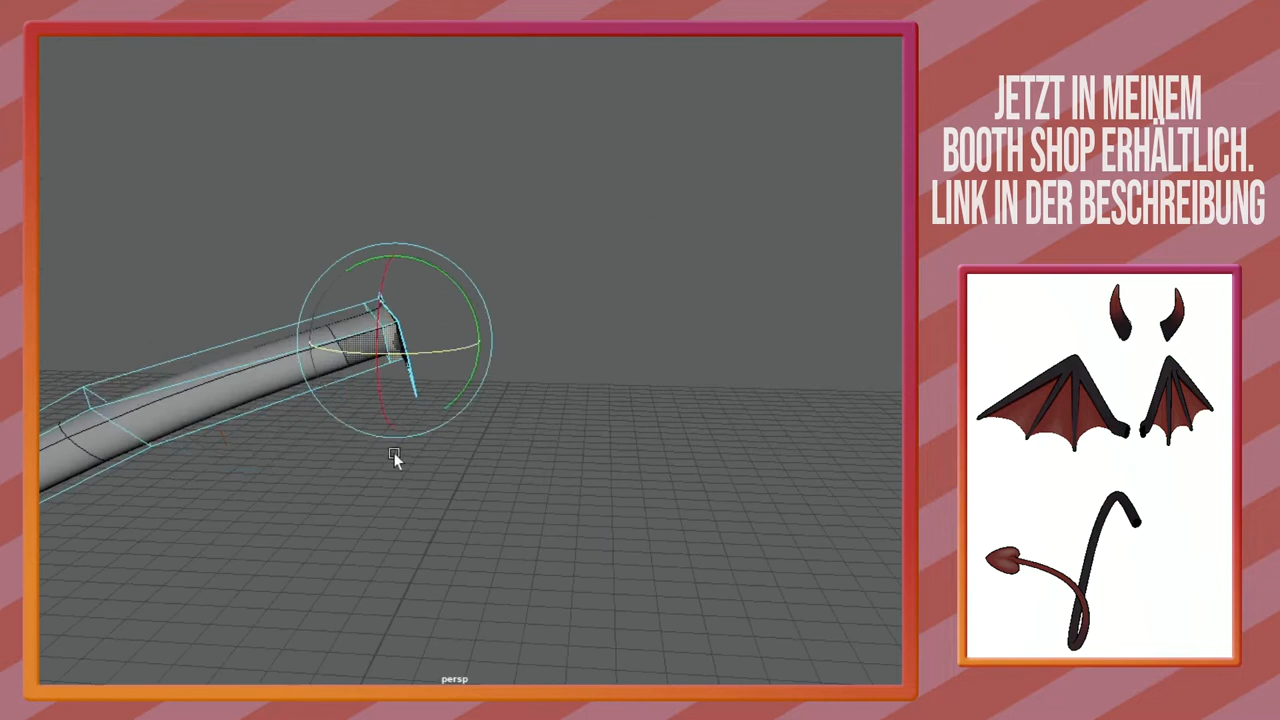 JETZT IN MEINEM
BOOTH SHOP ERHÄLTLICH.
LINK IN DER BESCHREIBUNG
persp